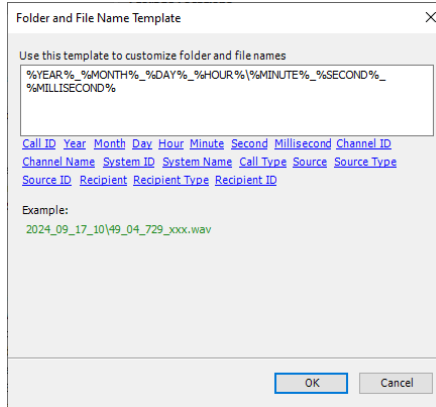 Folder and File Name Template
Use this template to customize folder and file names
%YEAR%_%MONTH%_%DAY%_%HOUR%\%MINUTE%_%SECOND%_
%MILLISECOND%
Call ID Year Month Day Hour Minute Second Millisecond Channel ID
Channel Name System ID System Name Call Type Source Source Type
Source ID Recipient Recipient Type Recipient ID
Example:
2024_09_17_10\49_04_729_xxx.wav
OK Cancel